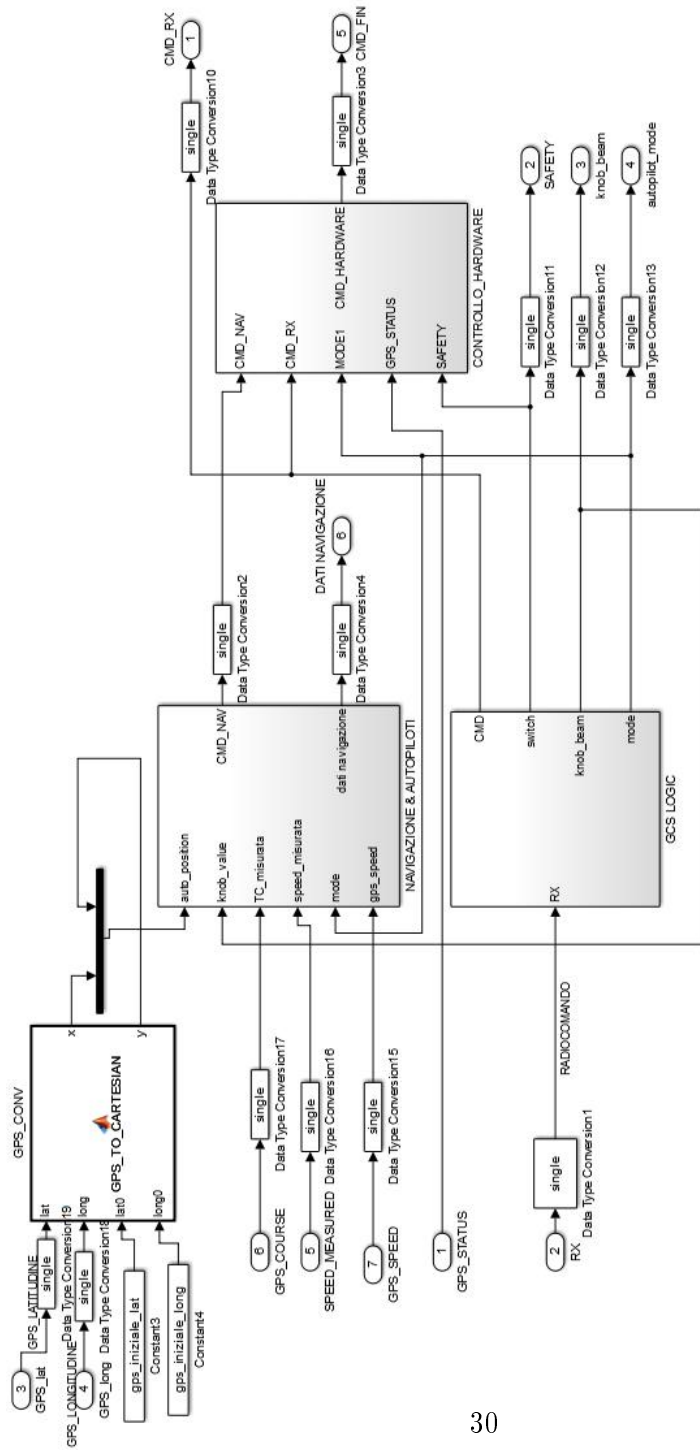 GPS_CONV
3
GPS_lat
GPS_LATITUDINE
single
Data Type Conversion19
4
GPS_long
GPS_LONGITUDINE
single
Data Type Conversion18
gps_iniziale_lat
Constant3
gps_iniziale_long
Constant4
lat
long
lat0
long0
GPS_TO_CARTESIAN
x
y
6
GPS_COURSE
single
Data Type Conversion17
5
SPEED_MEASURED
single
Data Type Conversion16
7
GPS_SPEED
single
Data Type Conversion15
1
GPS_STATUS
2
RX
single
Data Type Conversion1
RADIOCOMANDO
auto_position
knob_value
TC_misurata
speed_misurata
mode
gps_speed
CMD_NAV
dati navigazione
NAVIGAZIONE & AUTOPILOTI
single
Data Type Conversion2
single
Data Type Conversion4
DATI NAVIGAZIONE
6
RX
CMD
switch
knob_beam
mode
GCS LOGIC
CMD_NAV
CMD_RX
MODE1
GPS_STATUS
SAFETY
CMD_HARDWARE
CONTROLLO_HARDWARE
single
Data Type Conversion10
CMD_RX
1
single
Data Type Conversion3
5
CMD_FIN
single
Data Type Conversion11
2
SAFETY
single
Data Type Conversion12
3
knob_beam
single
Data Type Conversion13
4
autopilot_mode
30